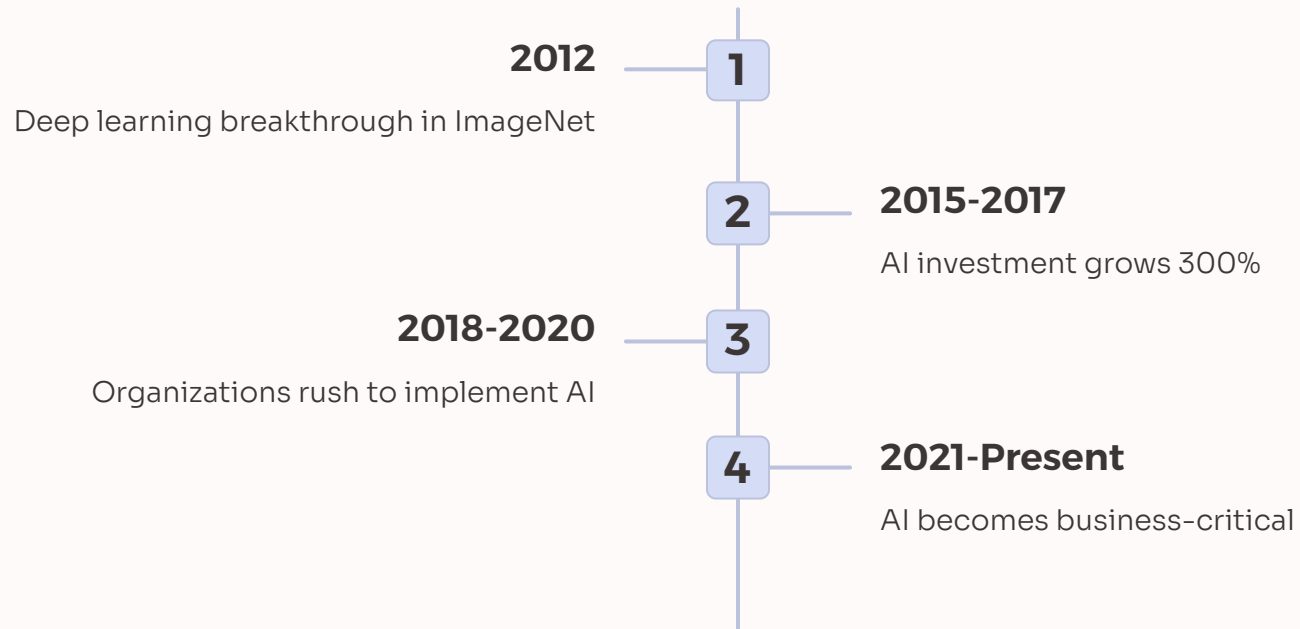 2012
1
Deep learning breakthrough in ImageNet
2
2015-2017
AI investment grows 300%
2018-2020
3
Organizations rush to implement AI
4
2021-Present
AI becomes business-critical